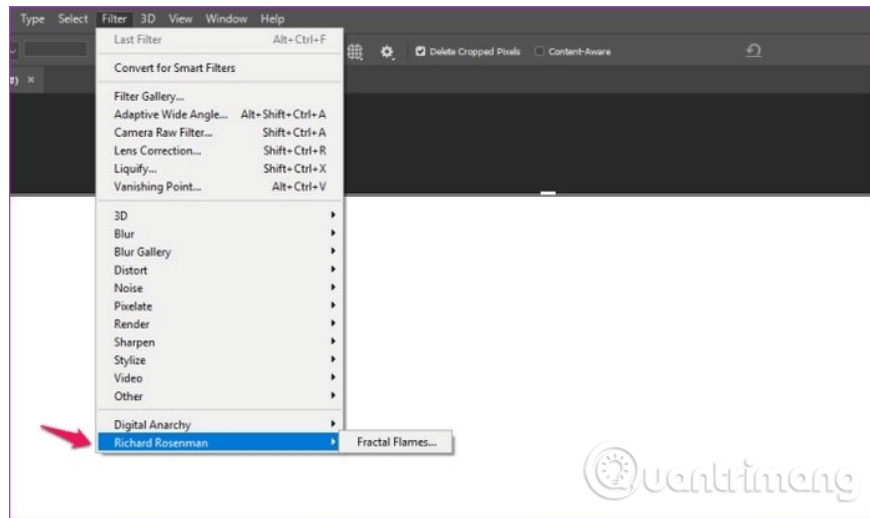 Type Select Filter 3D View Window Help
Last Filter Alt+Ctrl+F
Delete Cropped Pixels Content-Aware
Convert for Smart Filters
Filter Gallery...
Adaptive Wide Angle... Alt+Shift+Ctrl+A
Camera Raw Filter... Shift+Ctrl+A
Lens Correction... Shift+Ctrl+R
Liquify... Shift+Ctrl+X
Vanishing Point... Alt+Ctrl+V
3D
Blur
Blur Gallery
Distort
Noise
Pixelate
Render
Sharpen
Stylize
Video
Other
Digital Anarchy
Richard Rosenman Fractal Flames...
Quantrimang